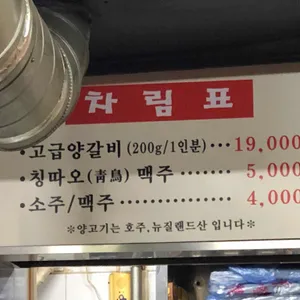 차림표
•고급양갈비 (200g/1인분) ··· 19,000
•칭따오(靑鳥) 맥주 ········ 5,000
•소주/맥주 ················ 4,000
※양고기는 호주,뉴질랜드산 입니다※